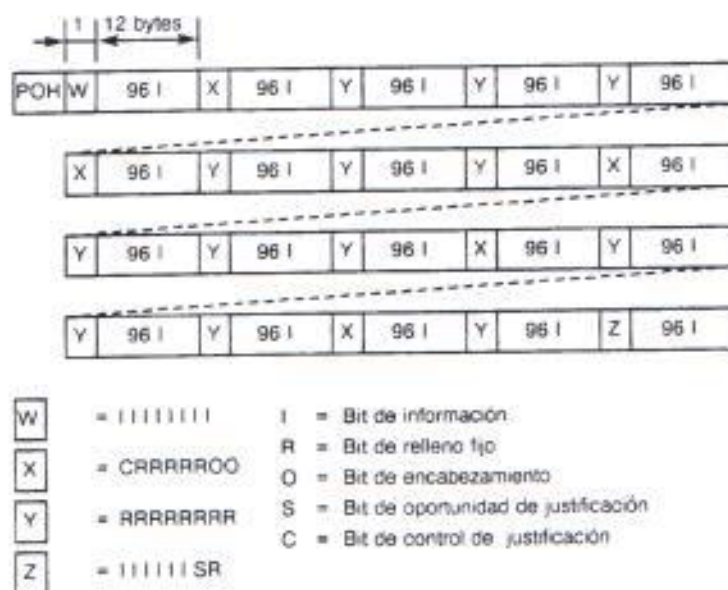 1 12 bytes
POH W 96 I X 96 I Y 96 I Y 96 I Y 96 I
X 96 I Y 96 I Y 96 I Y 96 I X 96 I
Y 96 I Y 96 I Y 96 I X 96 I Y 96 I
Y 96 I Y 96 I X 96 I Y 96 I Z 96 I
W = I I I I I I I I I = Bit de información
R = Bit de relleno fijo
X = CRRRRROO O = Bit de encabezamiento
S = Bit de oportunidad de justificación
Y = RRRRRRRR C = Bit de control de justificación
Z = I I I I I I SR